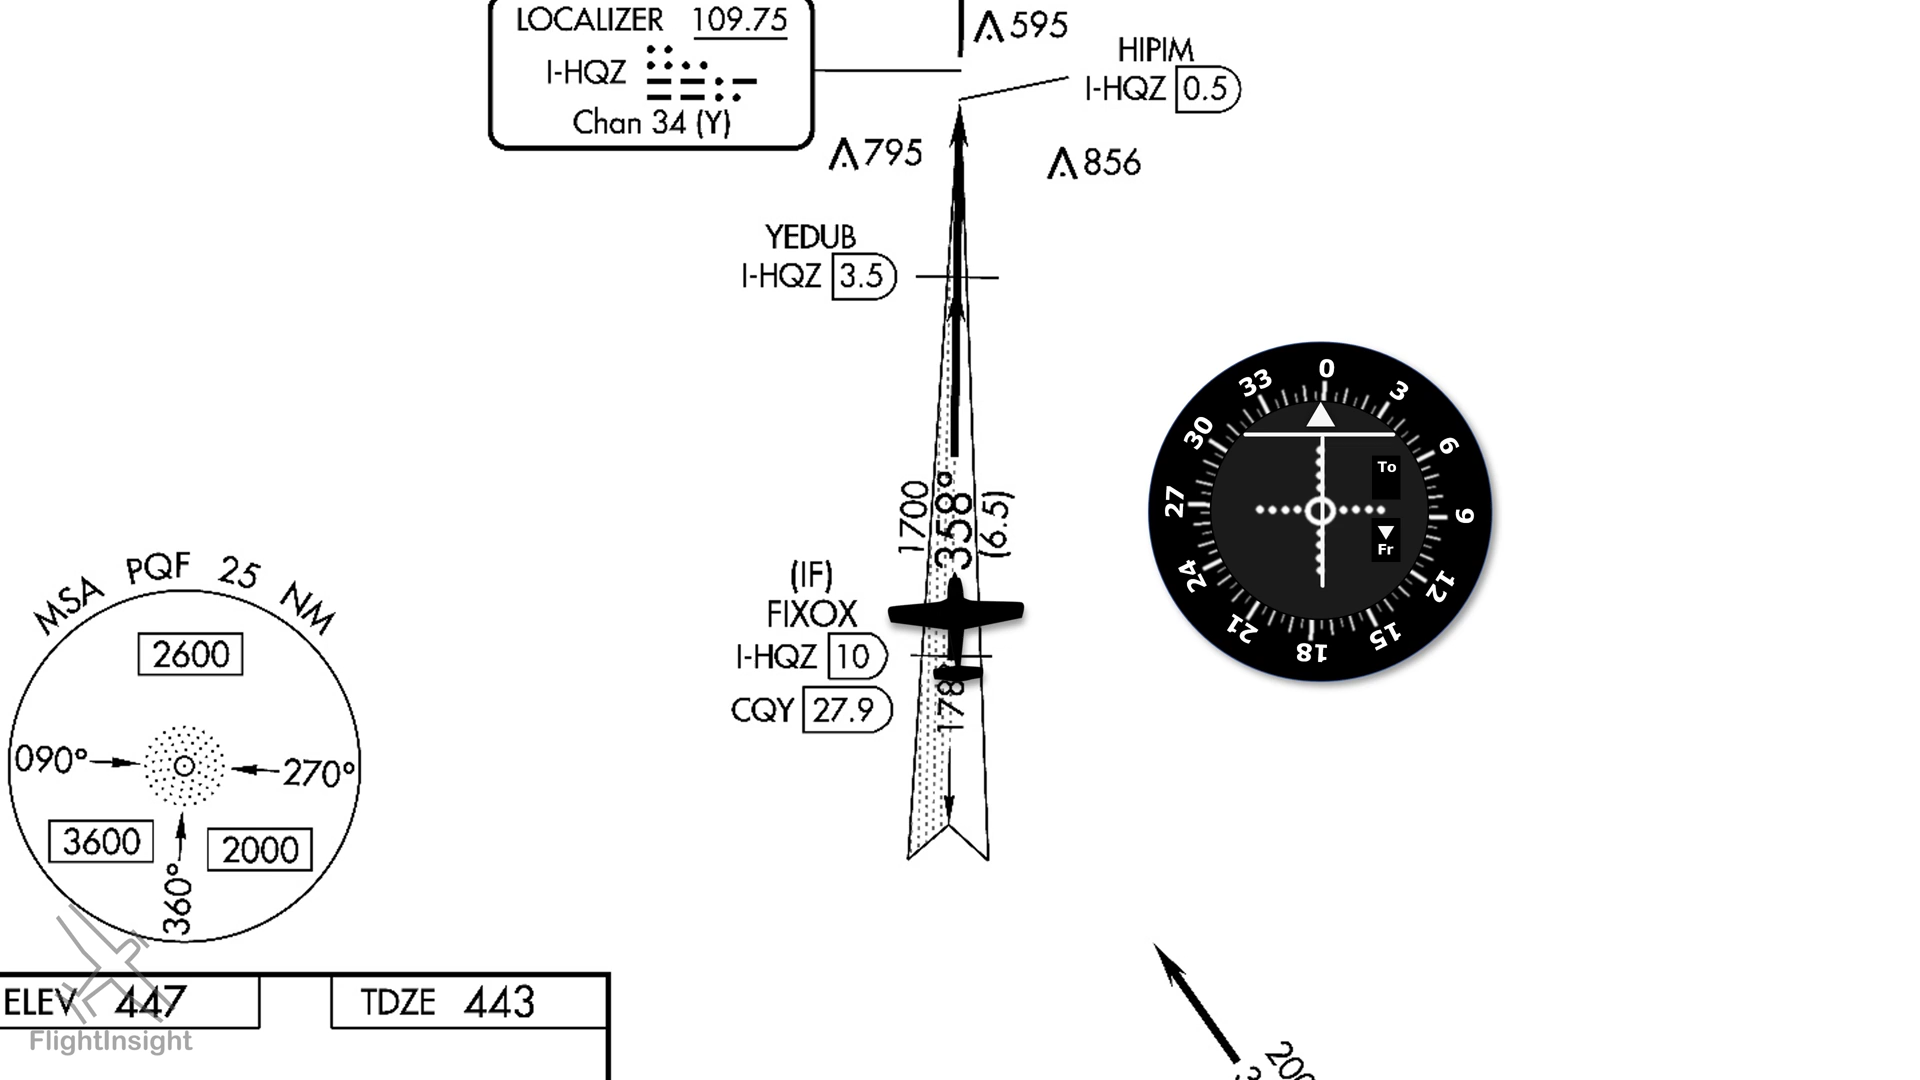 LOCALIZER 109.75
I-HQZ
Chan 34 (Y)
595
HIPIM
I-HQZ 0.5
795
856
YEDUB
I-HQZ 3.5
1700
358°
(6.5)
(IF)
FIXOX
I-HQZ 10
CQY 27.9
178
0
3
6
9
12
15
18
21
24
27
30
33
To
Fr
MSA PQF 25 NM
2600
090°
270°
3600
2000
360°
ELEV 447
TDZE 443
FlightInsight
200